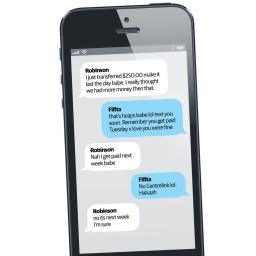 Robinson
I just transferred $250.00 make it
last the day babe. I really thought
we had more money then that.
Fifita
that's heaps babe lol text you
soon. Remember you get paid
Tuesday x love you were fine
Robinson
Nah I get paid next
week babe
Fifita
No Centrelink lol.
Hahaah
Robinson
no its next week
I'm sure